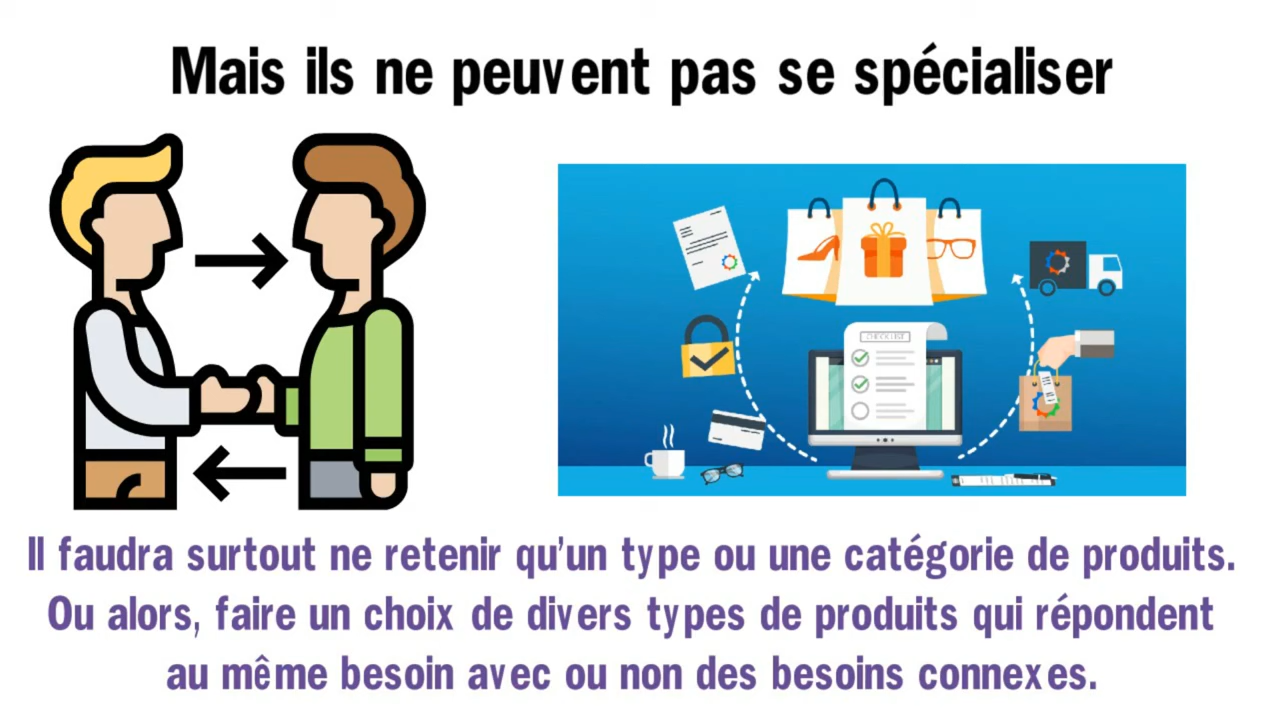 Mais ils ne peuvent pas se spécialiser
CHECK LIST
Il faudra surtout ne retenir qu'un type ou une catégorie de produits.
Ou alors, faire un choix de divers types de produits qui répondent
au même besoin avec ou non des besoins connexes.